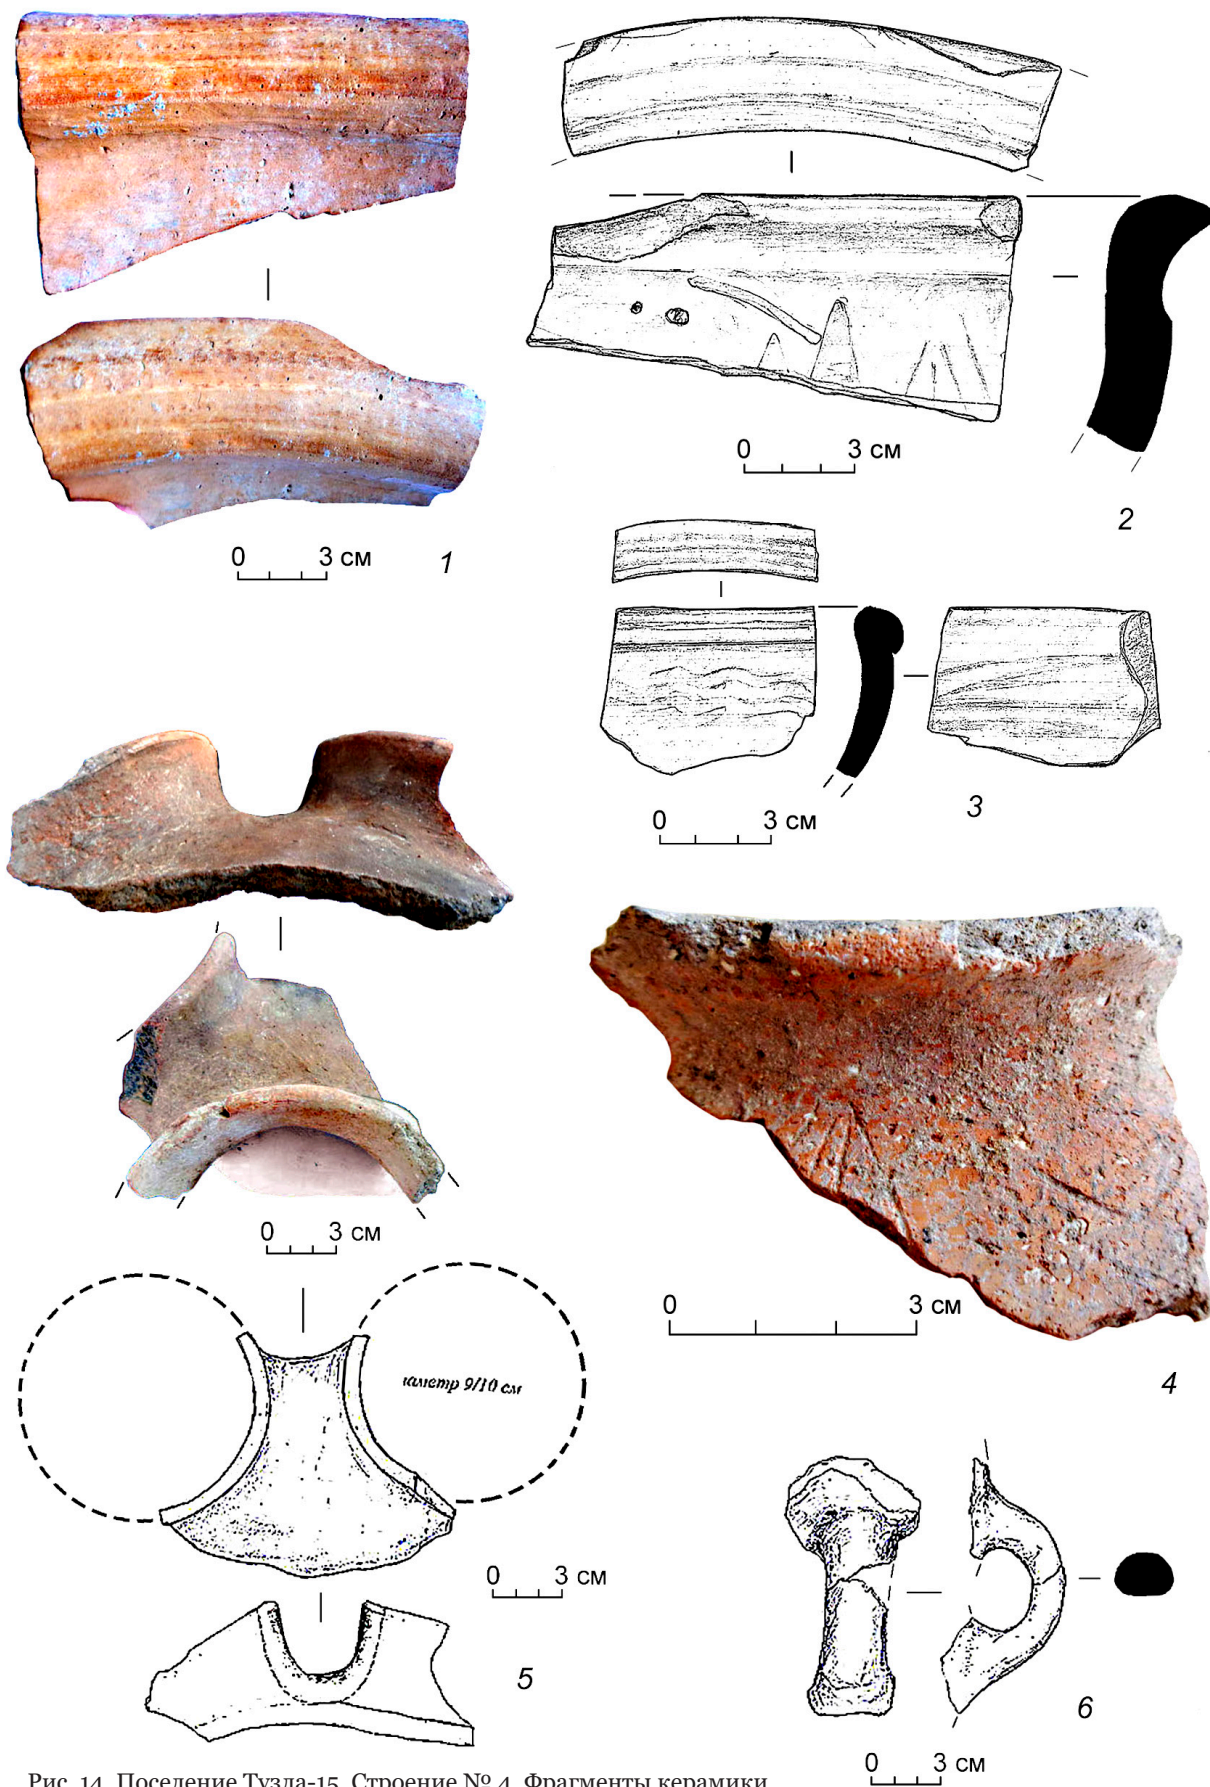 0 3 см
1
0 3 см
2
0 3 см
3
0 3 см
0 3 см
4
иаметр 9/10 см
0 3 см
5
6
0 3 см
Рис. 14. Поселение Тузла-15. Строение № 4. Фрагменты керамики